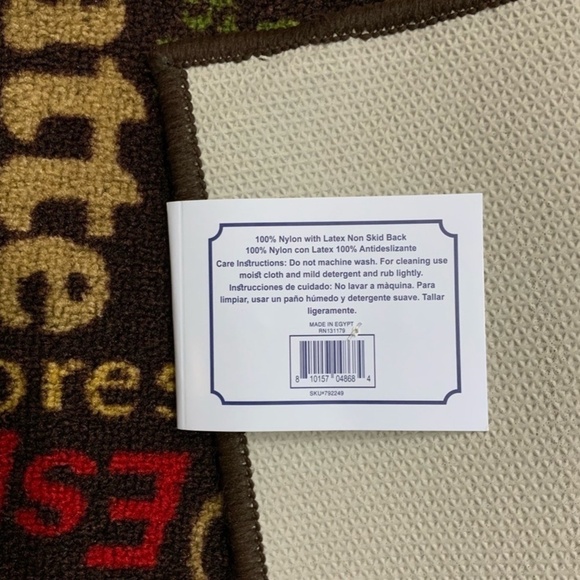 tte
pres
Es
100% Nylon with Latex Non Skid Back
100% Nylon con Latex 100% Antideslizante
Care Instructions: Do not machine wash. For cleaning use
moist cloth and mild detergent and rub lightly.
Instrucciones de cuidado: No lavar a màquina. Para
limpiar, usar un paño húmedo y detergente suave. Tallar
ligeramente.
MADE IN EGYPT
RN131179
8 10157 04868 4
SKU#792249